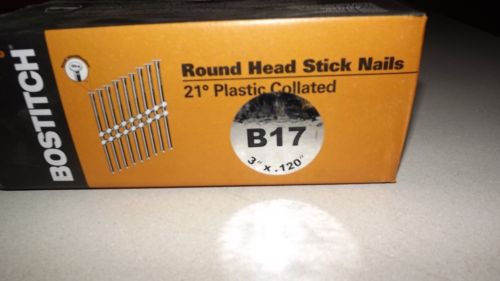 BOSTITCH®
Round Head Stick Nails
21° Plastic Collated
B17
3" x .120"